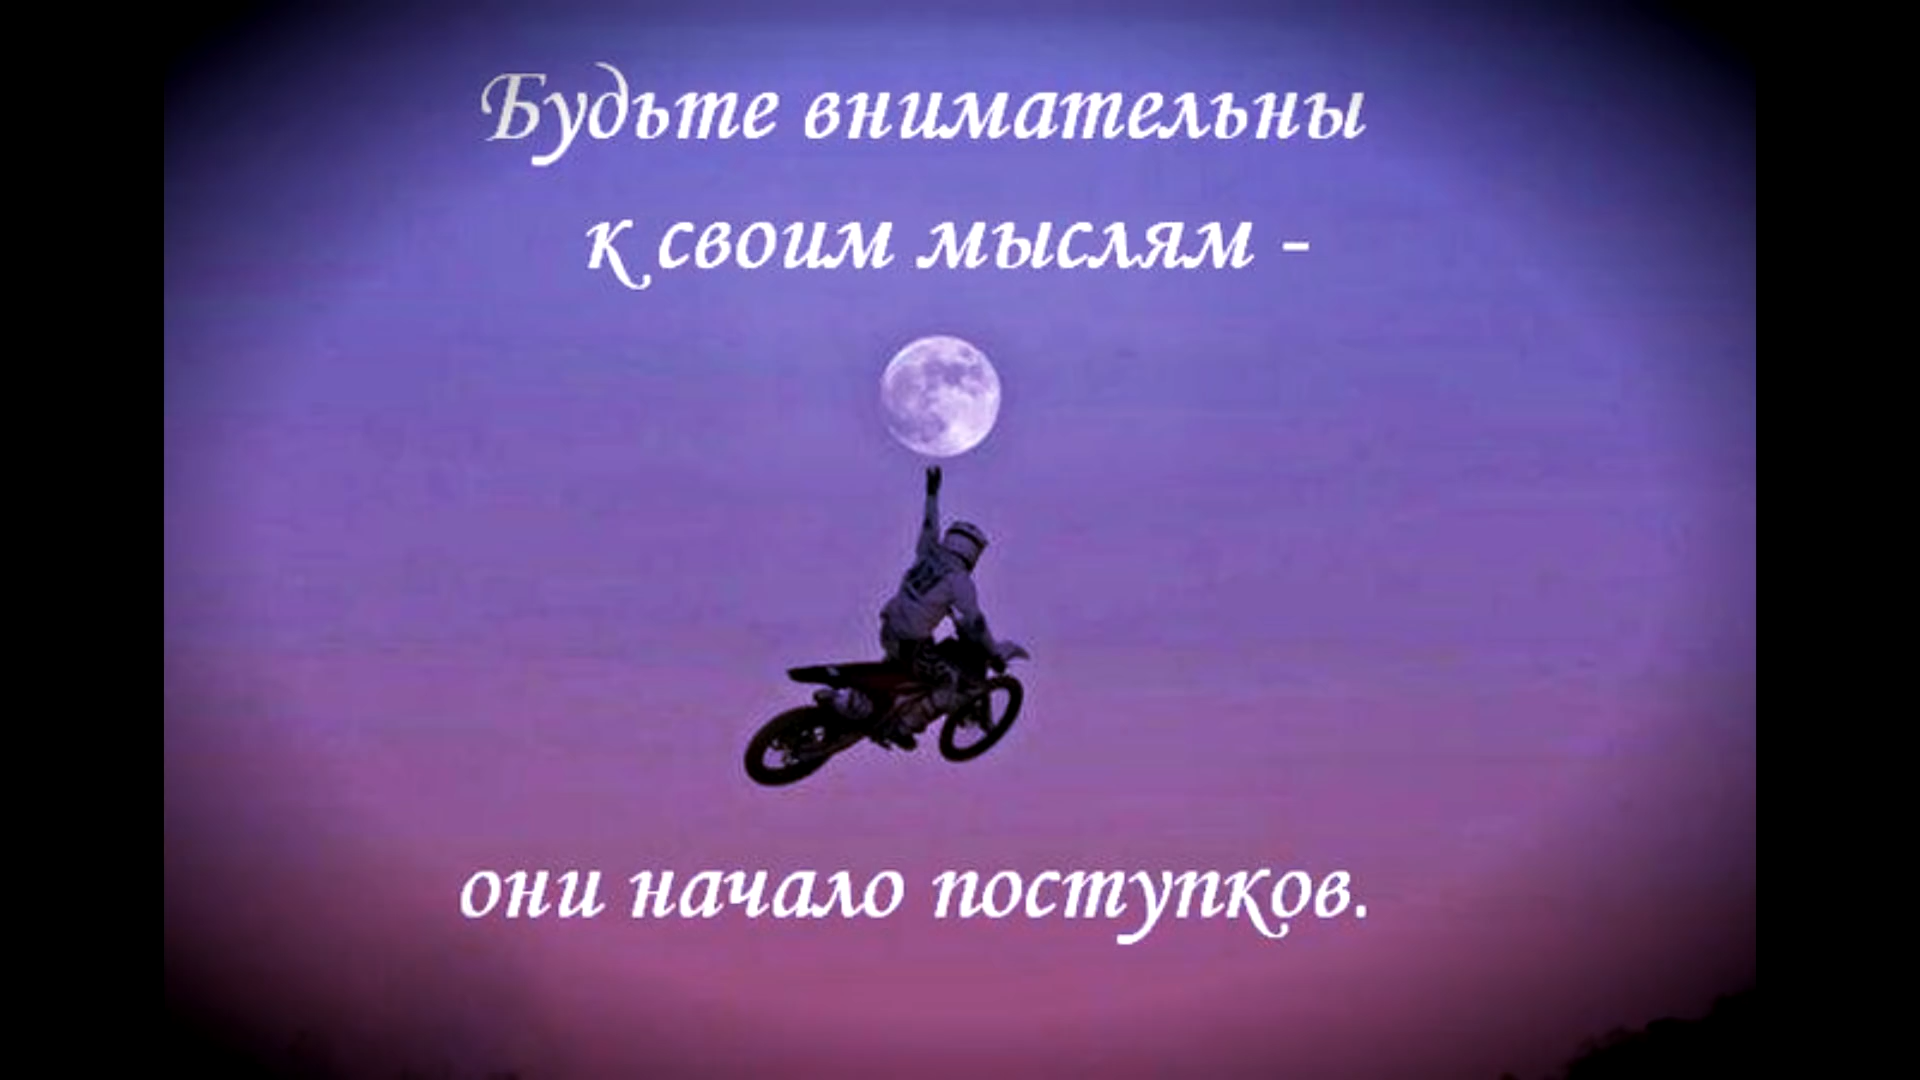 Будьте внимательны
к своим мыслям -
они начало поступков.